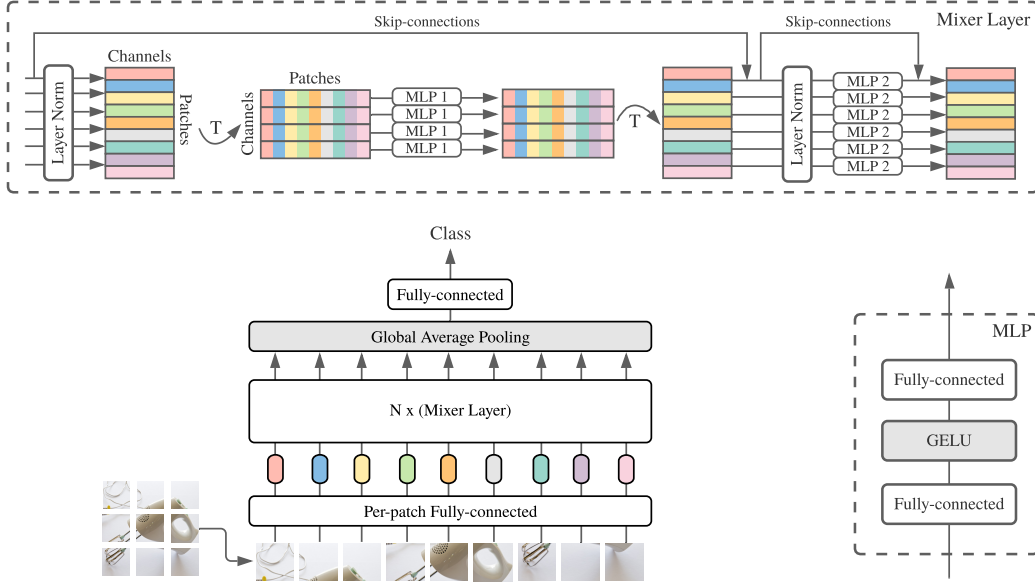 Skip-connections
Skip-connections
Mixer Layer
Channels
Layer Norm
Patches
T
Patches
Channels
MLP 1
MLP 1
MLP 1
MLP 1
T
Layer Norm
MLP 2
MLP 2
MLP 2
MLP 2
MLP 2
MLP 2
Class
Fully-connected
Global Average Pooling
N x (Mixer Layer)
Per-patch Fully-connected
MLP
Fully-connected
GELU
Fully-connected